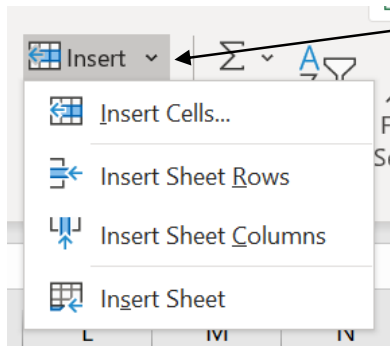 Insert
Insert Cells...
Insert Sheet Rows
Insert Sheet Columns
Insert Sheet
M N